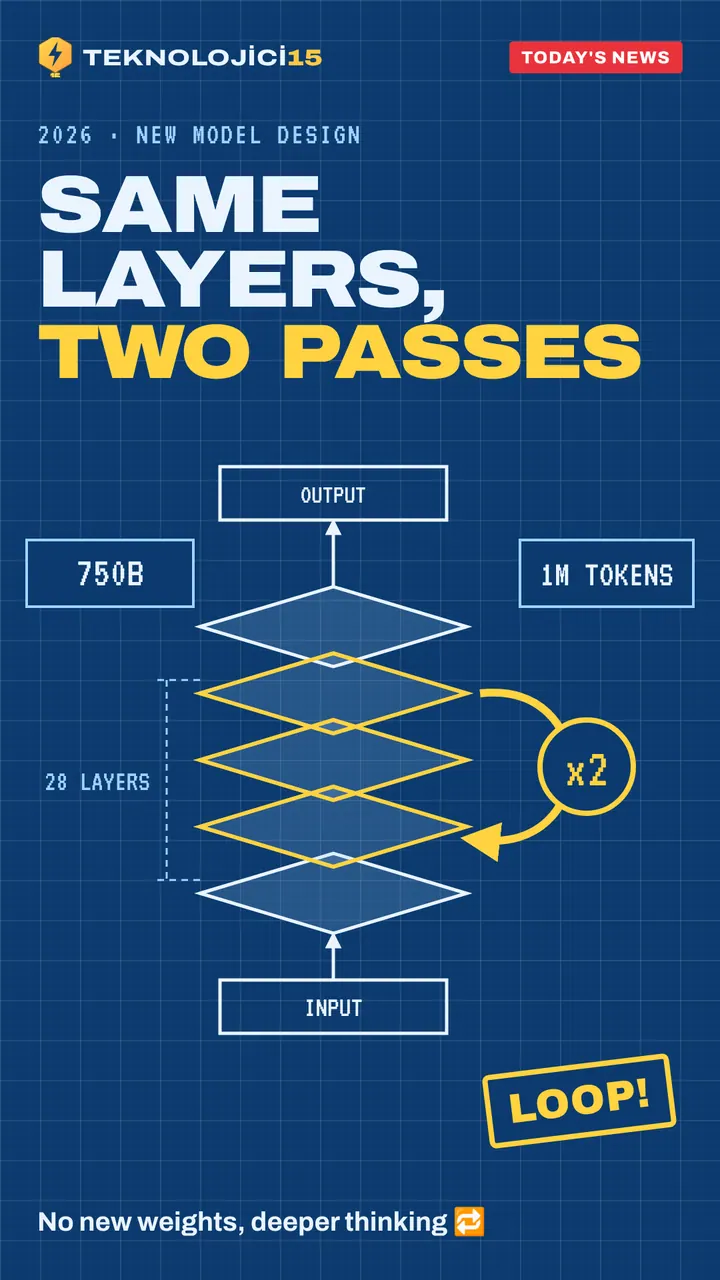 TEKNOLOJİCİ15
TODAY'S NEWS
2026 · NEW MODEL DESIGN
SAME
LAYERS,
TWO PASSES
OUTPUT
750B
1M TOKENS
28 LAYERS
x2
INPUT
LOOP!
No new weights, deeper thinking 🔁